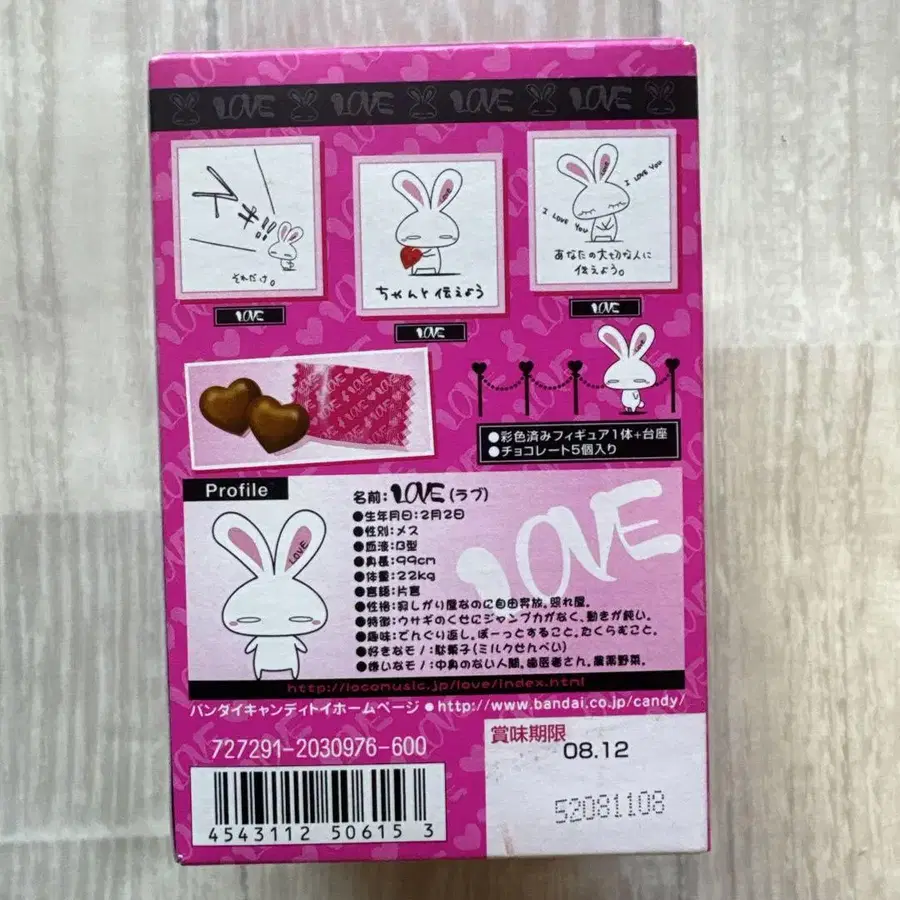 LOVE LOVE LOVE LOVE
スキ!!
それだけ。
LOVE
ちゃんと伝えよう
LOVE
I LOVE YOU
I LOVE YOU
あなたの大切な人に
伝えよう。
LOVE
●彩色済みフィギュア1体+台座
●チョコレート5個入り
Profile
LOVE
名前:LOVE(ラブ)
●生年月日:2月2日
●性別:メス
●血液:B型
●身長:99cm
●体重:22kg
●言語:片言
●性格:寂しがり屋なのに自由奔放。照れ屋。
●特徴:ウサギのくせにジャンプ力がなく、動きが鈍い。
●趣味:でんぐり返し。ぼーっとすること。たくらむこと。
●好きなモノ:駄菓子(ミルクせんべい)
●嫌いなモノ:中身のない人間。歯医者さん。農薬野菜。
LOVE
http://locomusic.jp/love/index.html
バンダイキャンディトイホームページ ●http://www.bandai.co.jp/candy/
727291-2030976-600
4543112 506153
賞味期限
08.12
52081108